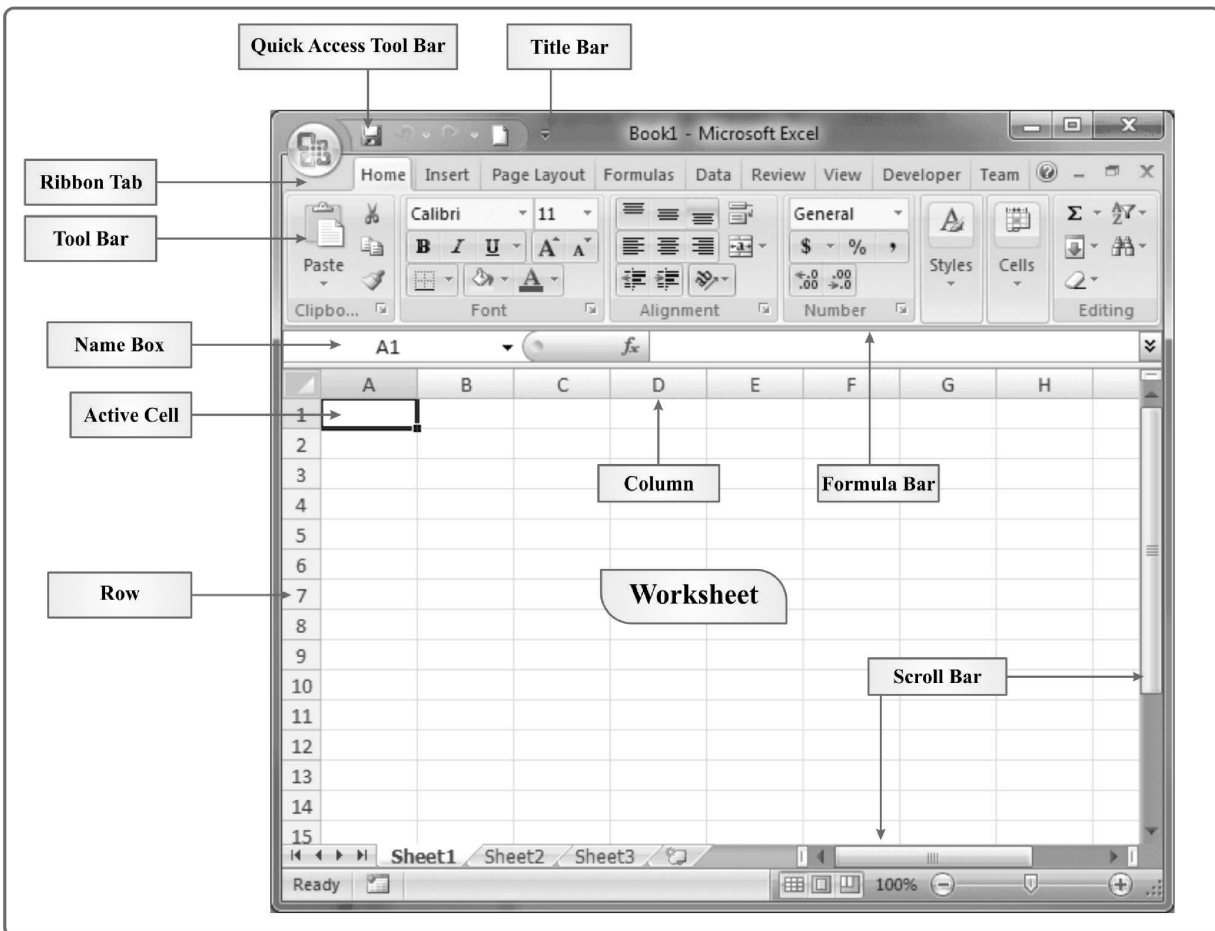 Quick Access Tool Bar
Title Bar
Book1 - Microsoft Excel
Ribbon Tab
Home Insert Page Layout Formulas Data Review View Developer Team
Tool Bar
Calibri 11 General
B I U A A $ % ,
Paste Styles Cells Σ
A .00 .00
Clipbo... Font Alignment Number Editing
Name Box
A1 fx
A B C D E F G H
Active Cell
1
2
3
Column Formula Bar
4
5
6
Row
7
Worksheet
8
9
Scroll Bar
10
11
12
13
14
15
Sheet1 Sheet2 Sheet3
Ready 100%